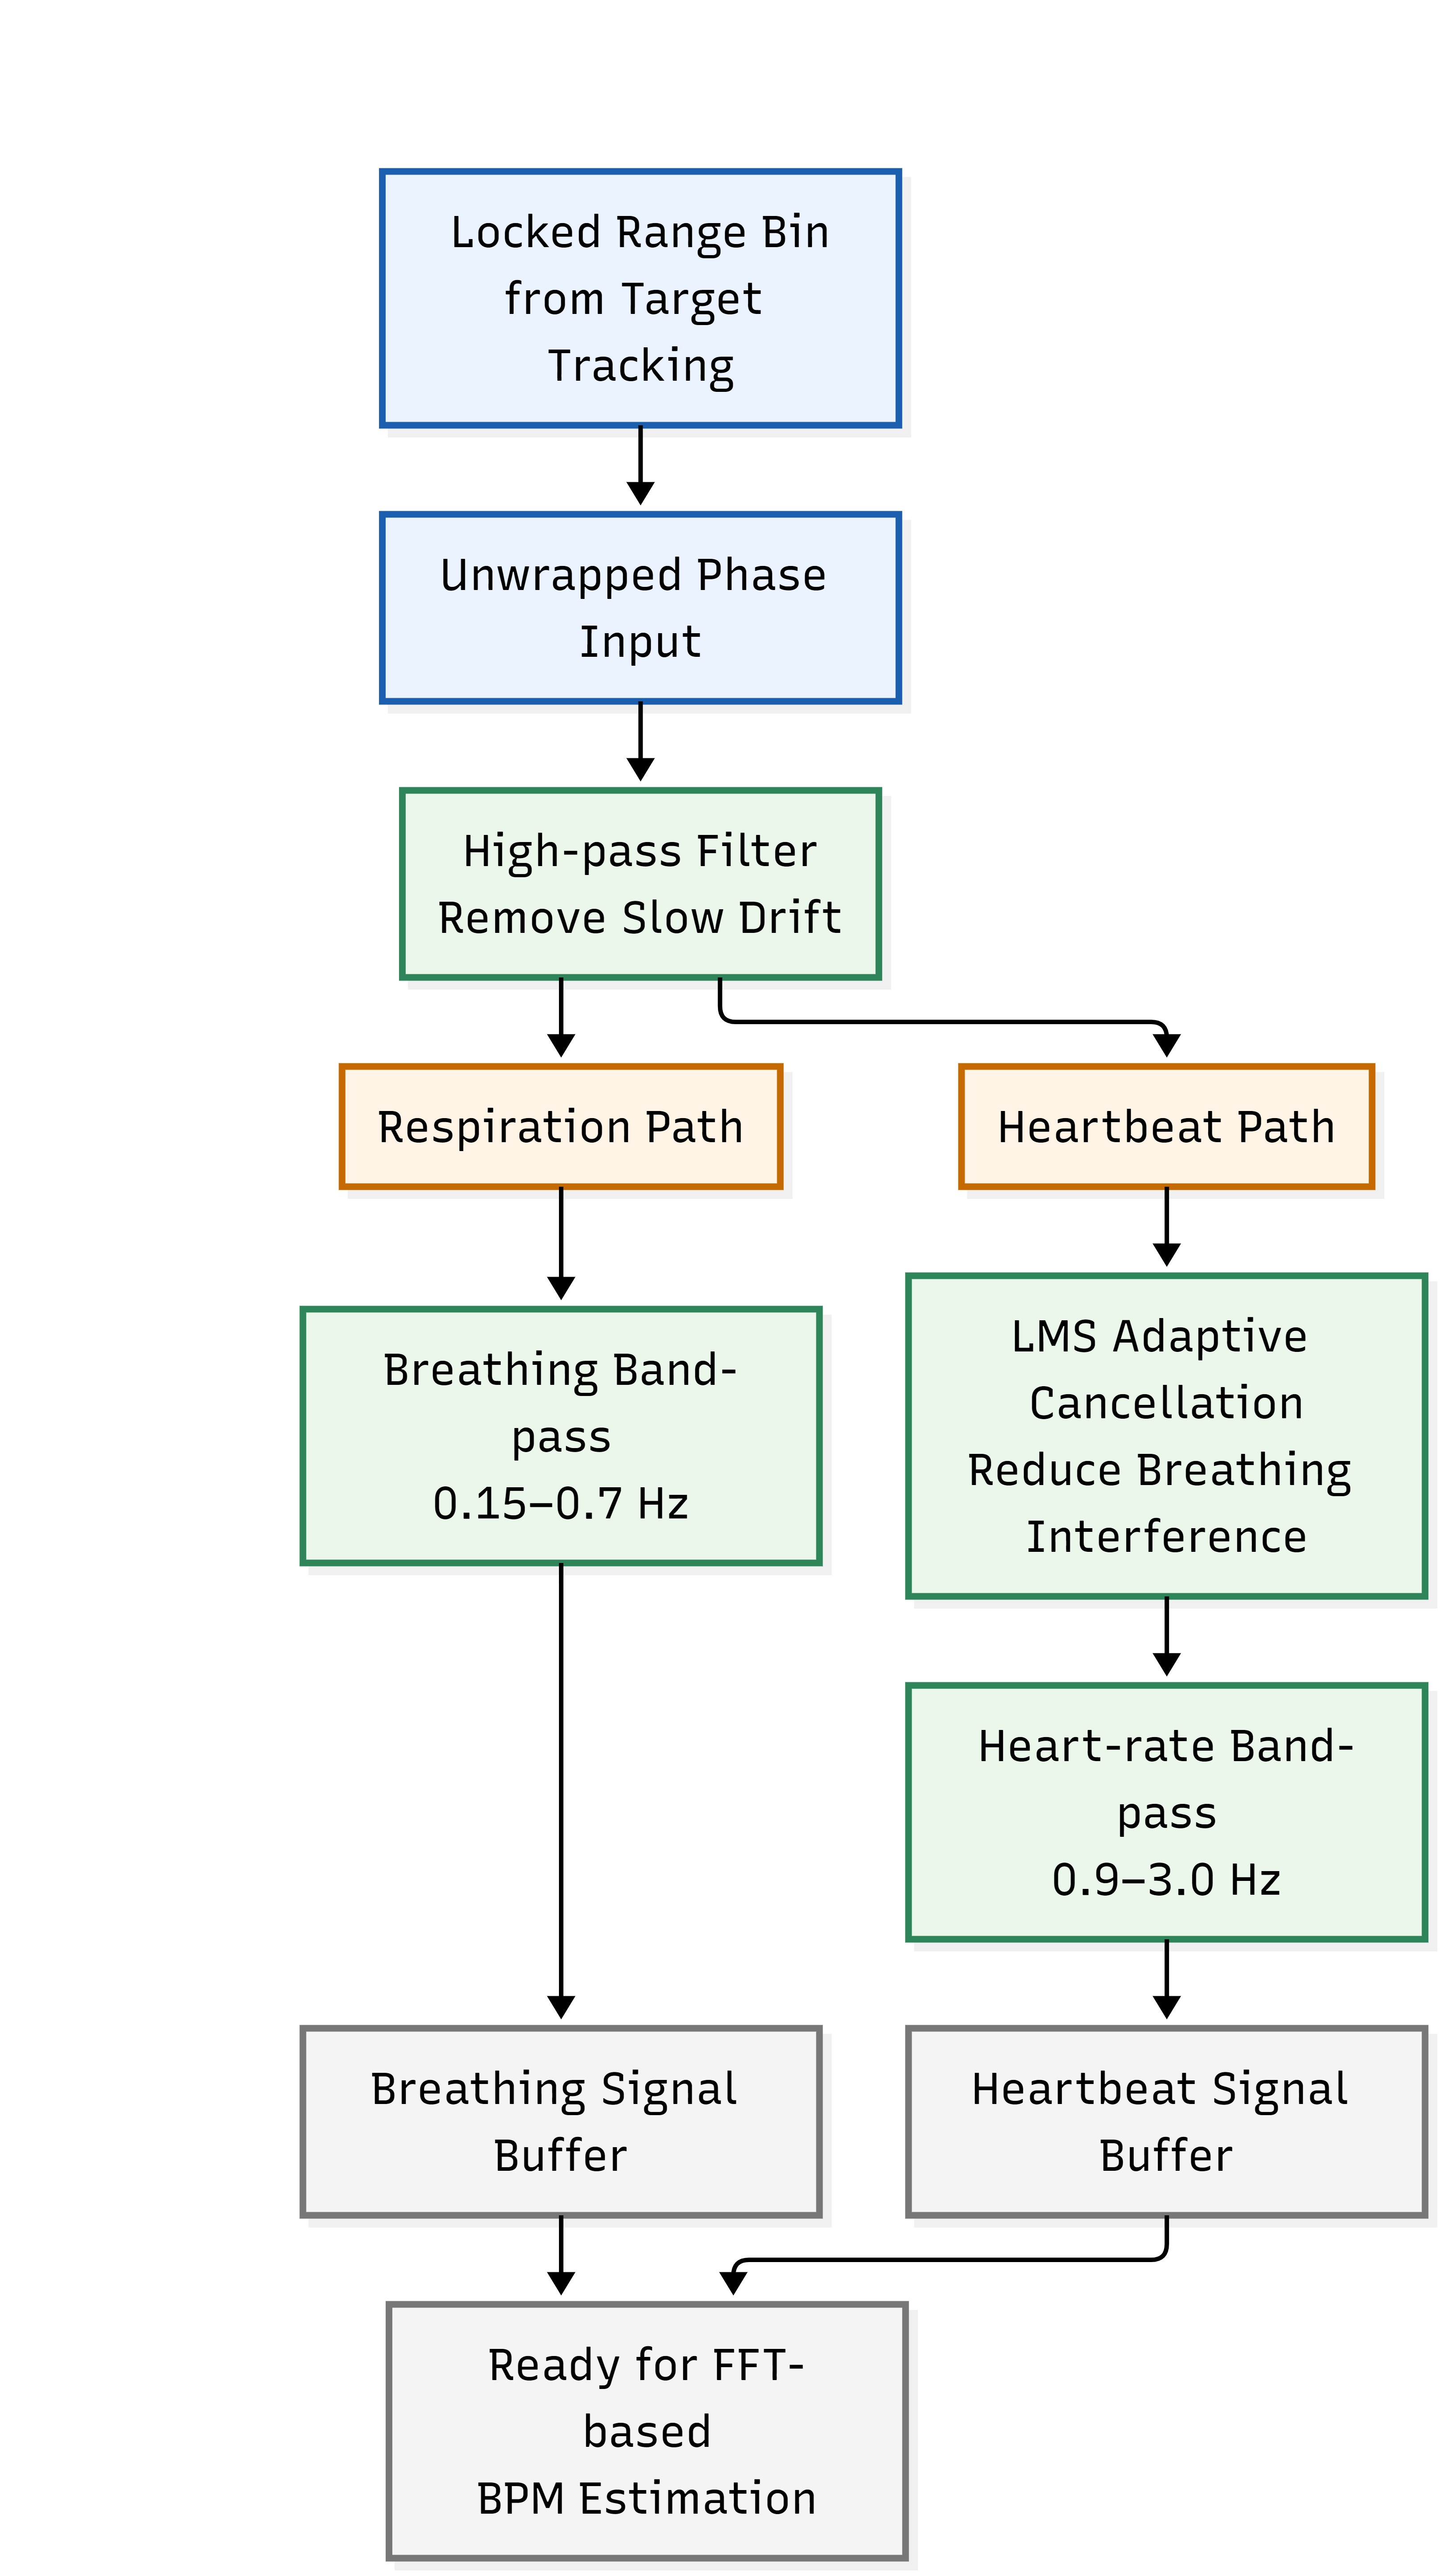 Locked Range Bin
from Target
Tracking
Unwrapped Phase
Input
High-pass Filter
Remove Slow Drift
Respiration Path
Heartbeat Path
Breathing Band-
pass
0.15–0.7 Hz
LMS Adaptive
Cancellation
Reduce Breathing
Interference
Heart-rate Band-
pass
0.9–3.0 Hz
Breathing Signal
Buffer
Heartbeat Signal
Buffer
Ready for FFT-
based
BPM Estimation